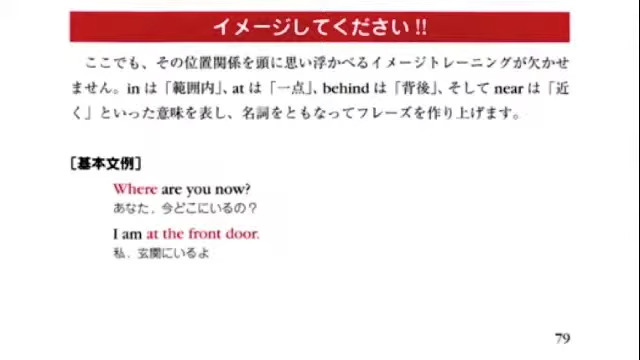 イメージしてください!!
ここでも、その位置関係を頭に思い浮かべるイメージトレーニングが欠かせ
ません。in は「範囲内」、at は「一点」、behind は「背後」、そして near は「近
く」といった意味を表し、名詞をともなってフレーズを作り上げます。
［基本文例］
Where are you now?
あなた，今どこにいるの？
I am at the front door.
私，玄関にいるよ
79